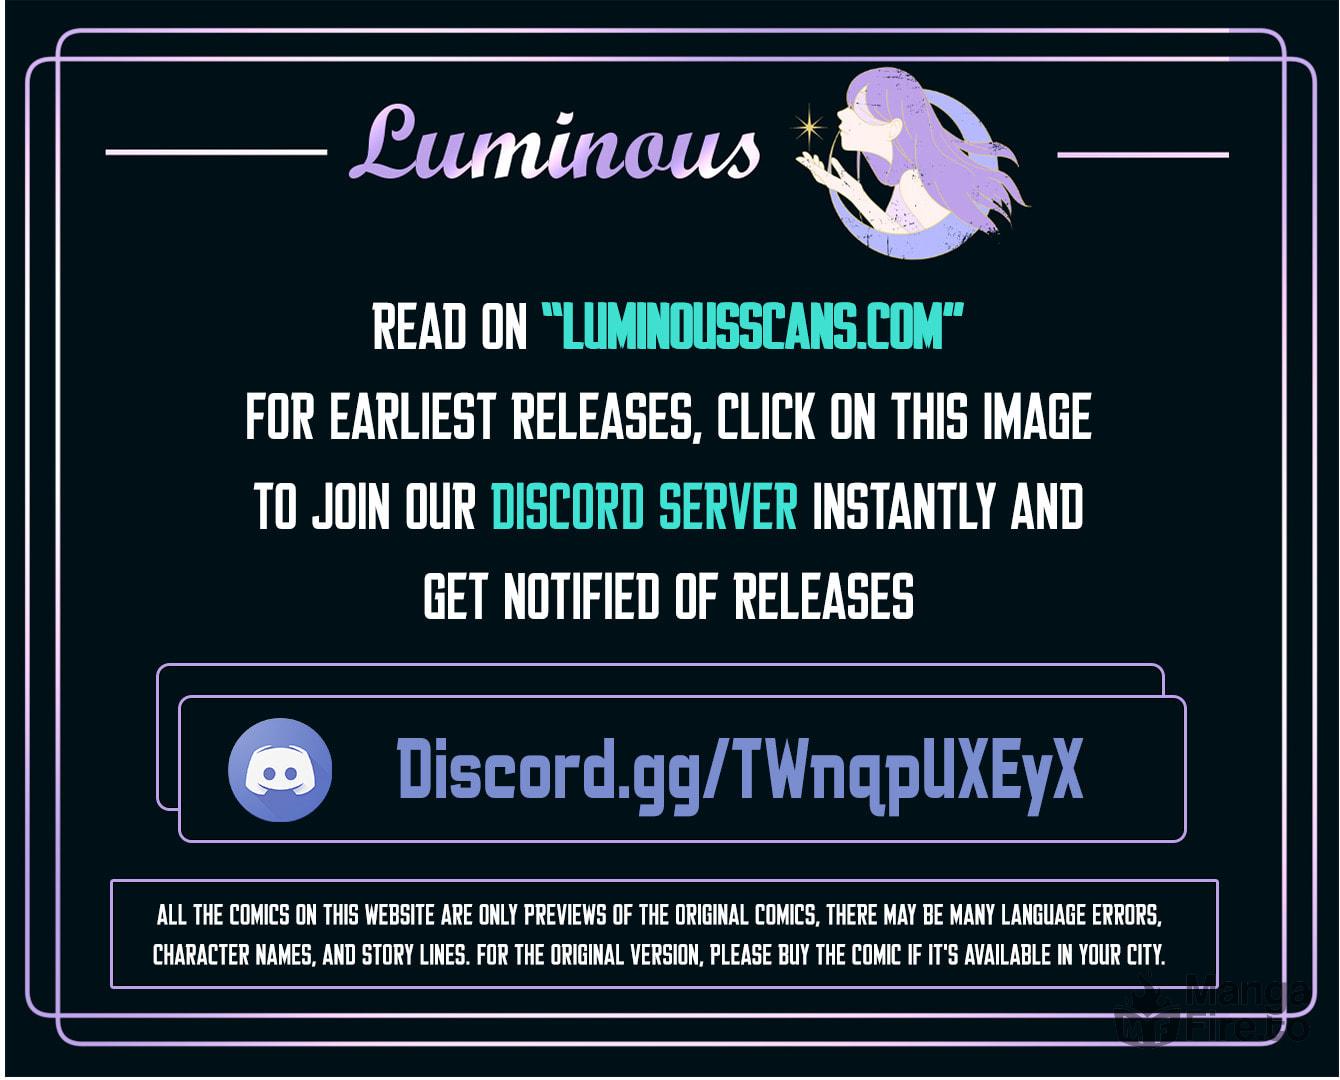 Luminous
READ ON "LUMINOUSSCANS.COM"
FOR EARLIEST RELEASES, CLICK ON THIS IMAGE
TO JOIN OUR DISCORD SERVER INSTANTLY AND
GET NOTIFIED OF RELEASES
Discord.gg/TWnqpUXEyX
ALL THE COMICS ON THIS WEBSITE ARE ONLY PREVIEWS OF THE ORIGINAL COMICS, THERE MAY BE MANY LANGUAGE ERRORS,
CHARACTER NAMES, AND STORY LINES. FOR THE ORIGINAL VERSION, PLEASE BUY THE COMIC IF IT'S AVAILABLE IN YOUR CITY.
Manga
MF Fire.to